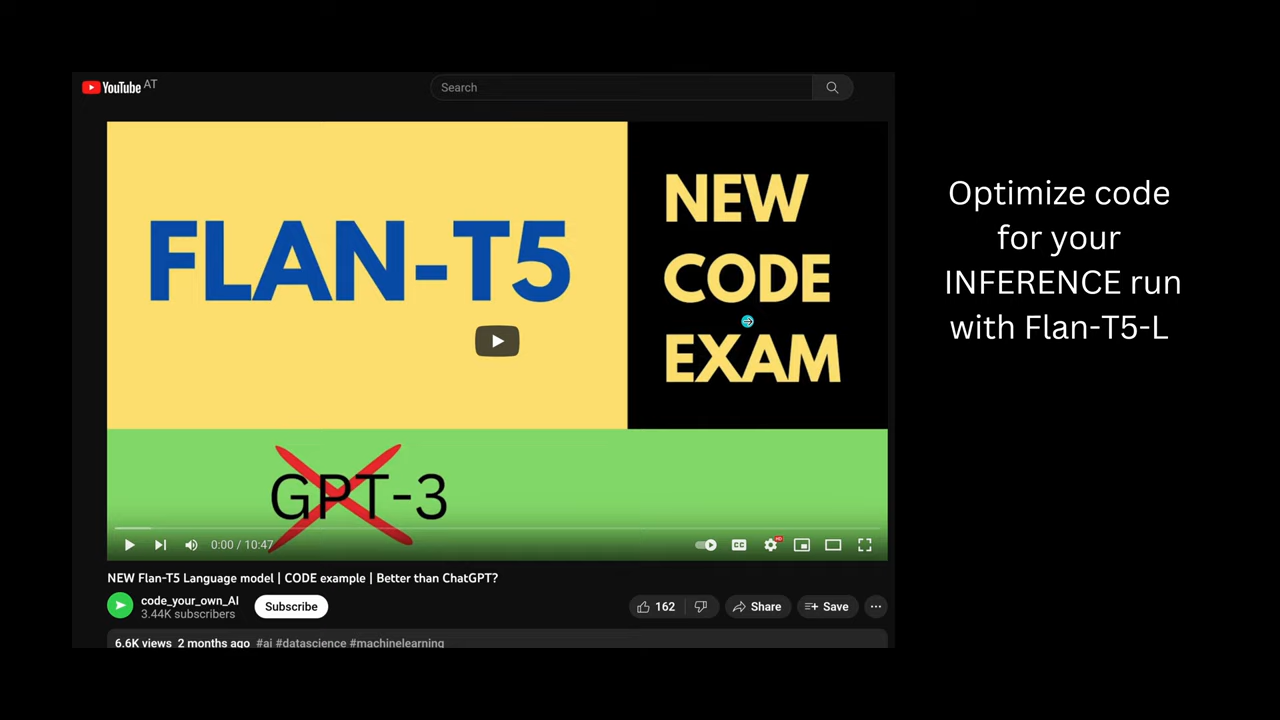 YouTube AT
Search
FLAN-T5
NEW
CODE
EXAM
GPT-3
0:00 / 10:47
CC
HD
NEW Flan-T5 Language model | CODE example | Better than ChatGPT?
code_your_own_AI
3.44K subscribers
Subscribe
162
Share
Save
6.6K views 2 months ago #ai #datascience #machinelearning
Optimize code
for your
INFERENCE run
with Flan-T5-L